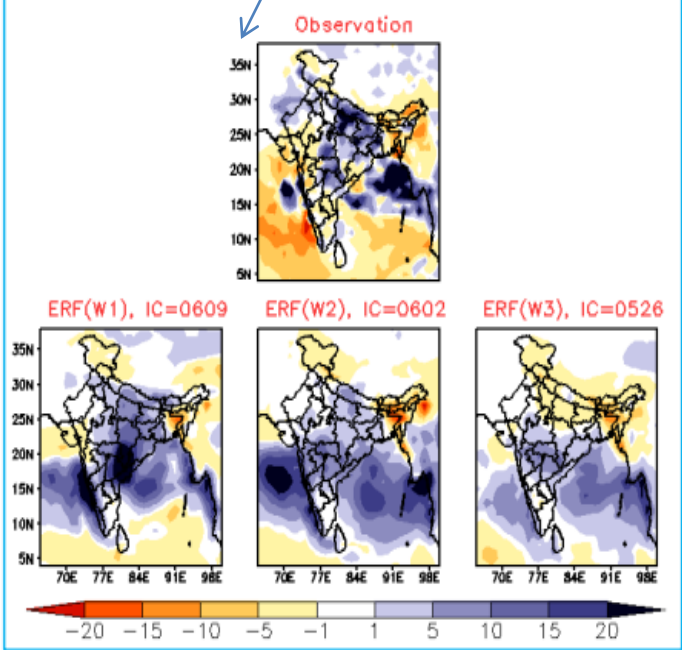 Observation
35N
30N
25N
20N
15N
10N
5N
ERF(W1), IC=0609 ERF(W2), IC=0602 ERF(W3), IC=0526
35N
30N
25N
20N
15N
10N
5N
70E 77E 84E 91E 98E 70E 77E 84E 91E 98E 70E 77E 84E 91E 98E
-20 -15 -10 -5 -1 1 5 10 15 20